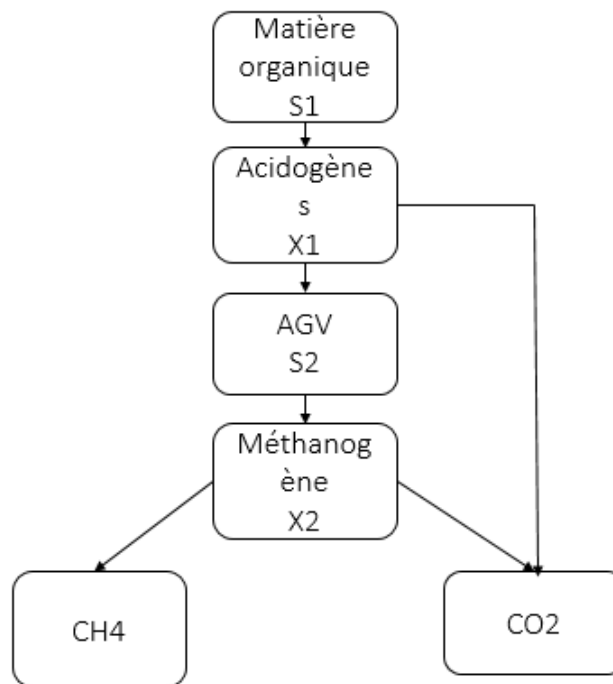 Matière
organique
S1
Acidogène
s
X1
AGV
S2
Méthanog
ène
X2
CH4
CO2